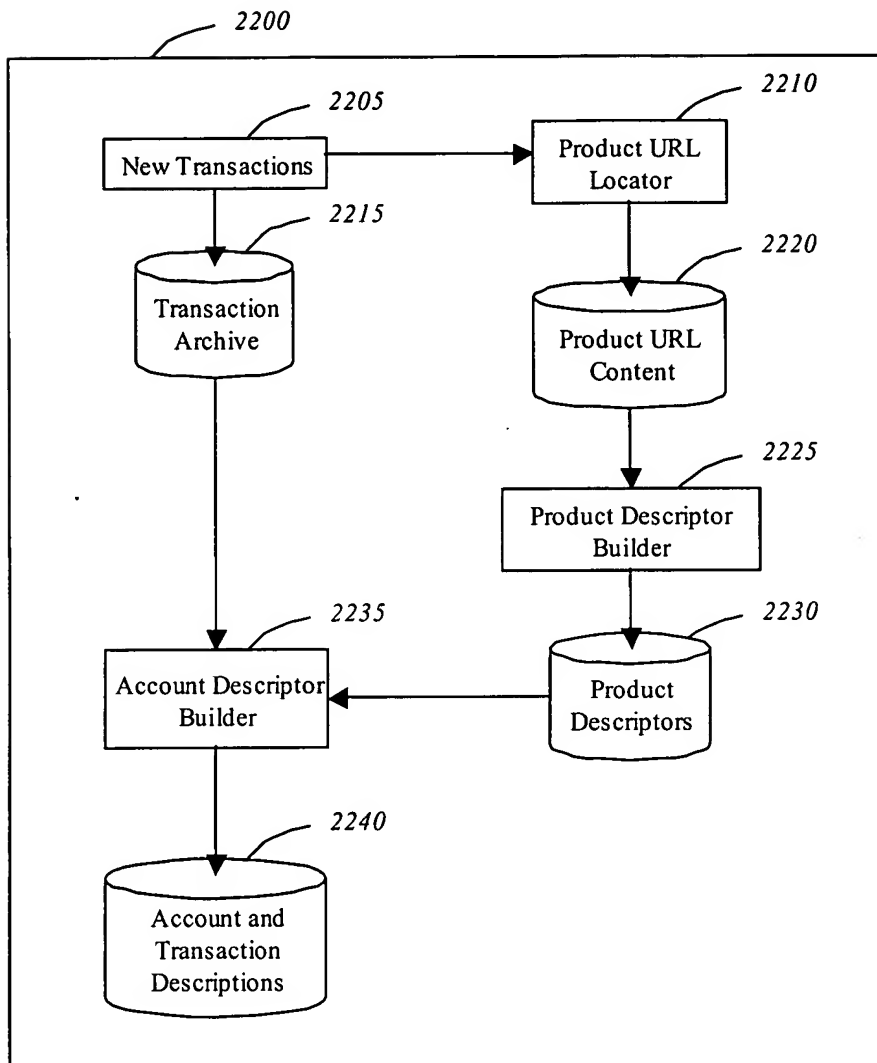 2200
2205
New Transactions
2210
Product URL
Locator
2215
Transaction
Archive
2220
Product URL
Content
2225
Product Descriptor
Builder
2235
Account Descriptor
Builder
2230
Product
Descriptors
2240
Account and
Transaction
Descriptions